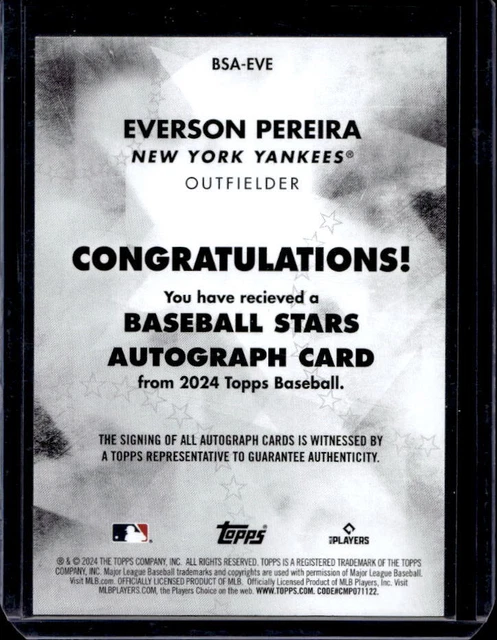 BSA-EVE
EVERSON PEREIRA
NEW YORK YANKEES®
OUTFIELDER
CONGRATULATIONS!
You have recieved a
BASEBALL STARS
AUTOGRAPH CARD
from 2024 Topps Baseball.
THE SIGNING OF ALL AUTOGRAPH CARDS IS WITNESSED BY
A TOPPS REPRESENTATIVE TO GUARANTEE AUTHENTICITY.
topps
PLAYERS
® & © 2024 THE TOPPS COMPANY, INC. ALL RIGHTS RESERVED. TOPPS IS A REGISTERED TRADEMARK OF THE TOPPS
COMPANY, INC. Major League Baseball trademarks and copyrights are used with permission of Major League Baseball.
Visit MLB.com. OFFICIALLY LICENSED PRODUCT OF MLB. Officially Licensed Product of MLB Players, Inc. Visit
MLBPLAYERS.COM, the Players Choice on the web. WWW.TOPPS.COM. CODE#CMP071122.